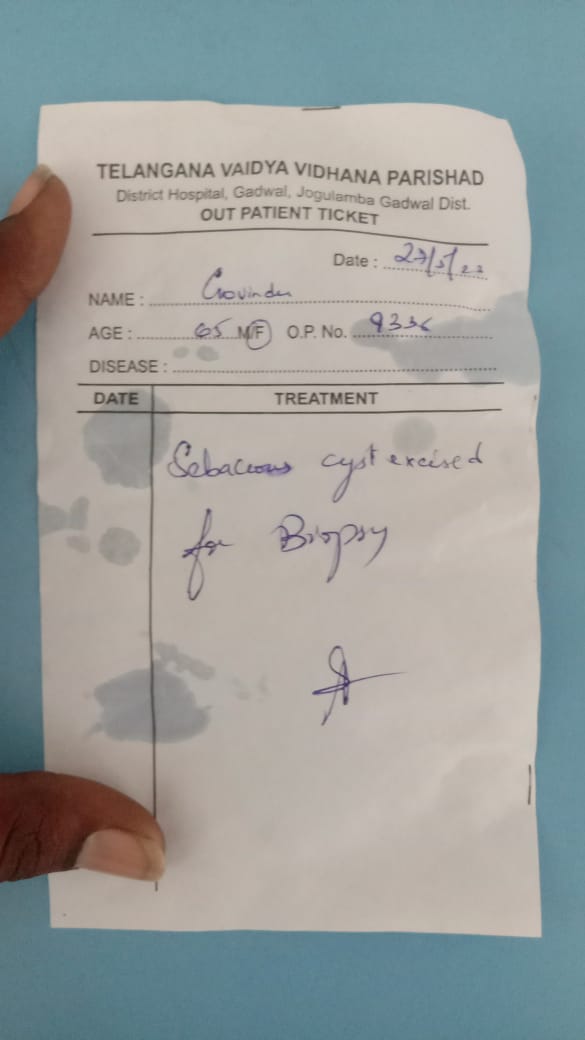 TELANGANA VAIDYA VIDHANA PARISHAD
District Hospital, Gadwal, Jogulamba Gadwal Dist.
OUT PATIENT TICKET
Date : 27/5/22
NAME : Govindu
AGE : 65 M/F O.P. No. 9336
DISEASE :
DATE TREATMENT
Sebaceous cyst excised
for Biopsy